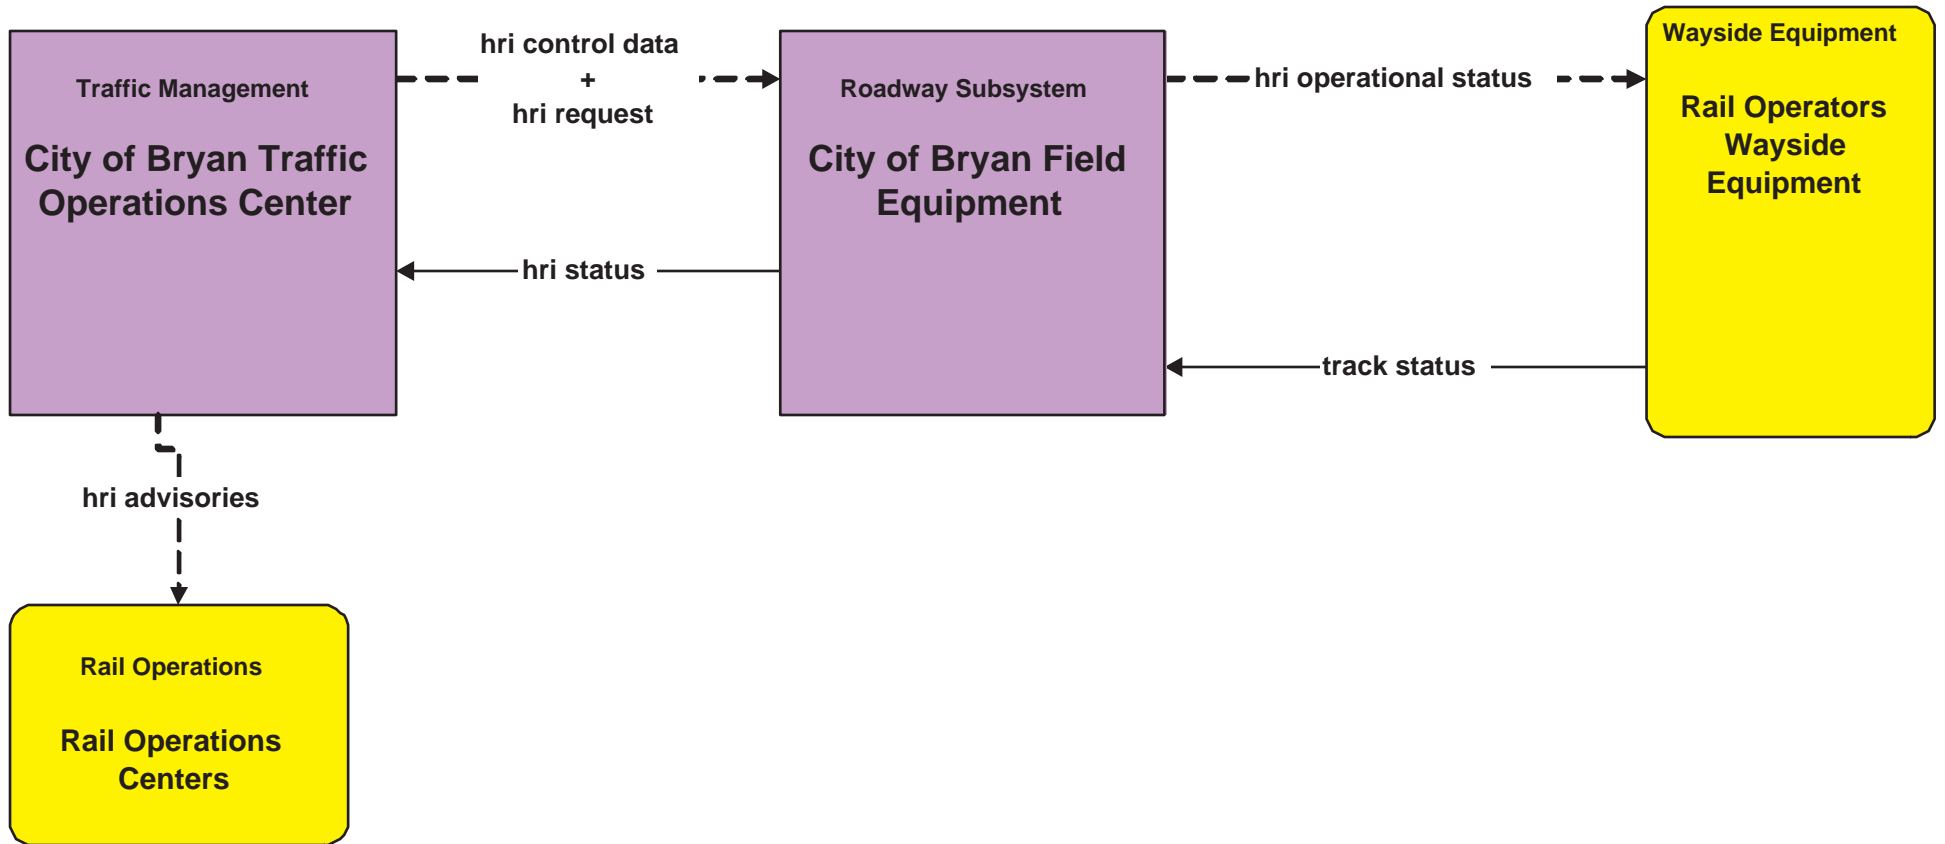 Traffic Management
City of Bryan Traffic
Operations Center
hri control data
+
hri request
Roadway Subsystem
City of Bryan Field
Equipment
hri operational status
Wayside Equipment
Rail Operators
Wayside
Equipment
hri status
track status
hri advisories
Rail Operations
Rail Operations
Centers